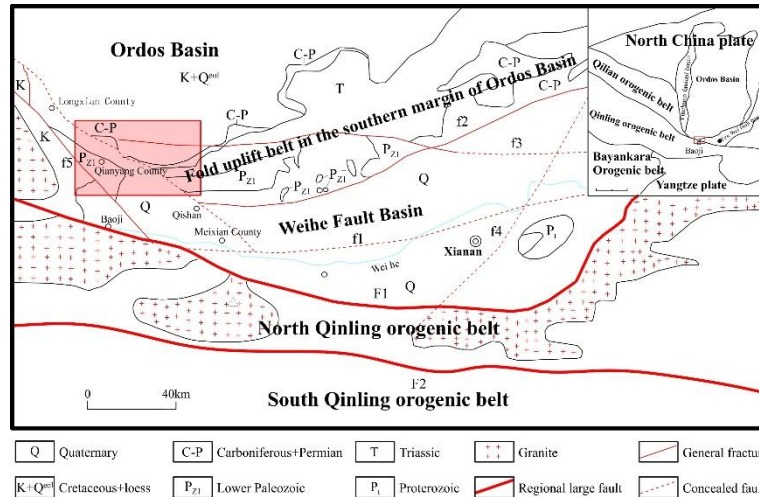 Ordos Basin
K+Qeol
C-P
T
C-P
C-P
C-P
K
Longxian County
K
C-P
Fold uplift belt in the southern margin of Ordos Basin
f2
f3
f5
PZ1
Qianyang County
PZ1
PZ1
PZ1
Q
Q
Qishan
Weihe Fault Basin
Baoji
Meixian County
f1
f4
Xianan
Pt
Wei he
F1
Q
North Qinling orogenic belt
F2
South Qinling orogenic belt
0
40km
North China plate
Qilian orogenic belt
Ordos Basin
Qinling orogenic belt
Baoji
Bayankara
Orogenic belt
Yangtze plate
Q Quaternary
C-P Carboniferous+Permian
T Triassic
Granite
General fractur
K+Qeol Cretaceous+loess
PZ1 Lower Paleozoic
Pt Proterozoic
Regional large fault
Concealed fau